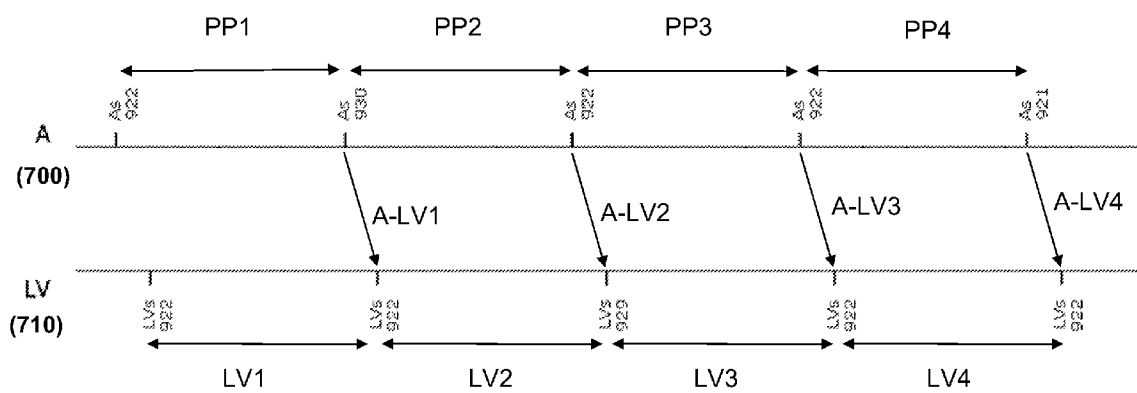 PP1 PP2 PP3 PP4
As 922 As 930 As 922 As 922 As 921
A
(700)
A-LV1 A-LV2 A-LV3 A-LV4
LV
(710)
LVs 922 LVs 922 LVs 929 LVs 922 LVs 922
LV1 LV2 LV3 LV4